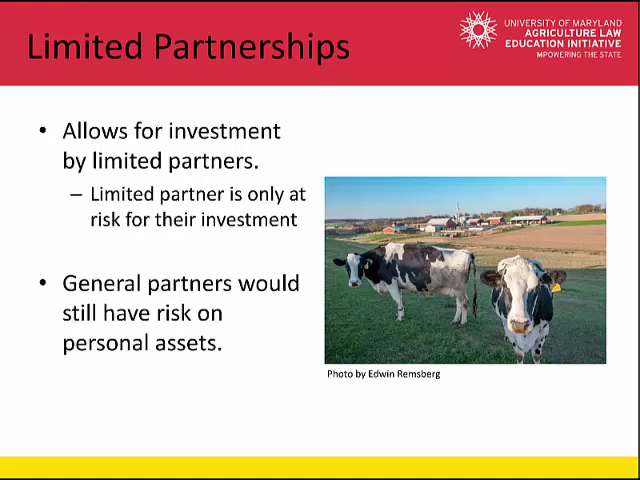 Limited Partnerships
UNIVERSITY OF MARYLAND
AGRICULTURE LAW
EDUCATION INITIATIVE
MPOWERING THE STATE
• Allows for investment
by limited partners.
– Limited partner is only at
risk for their investment
• General partners would
still have risk on
personal assets.
Photo by Edwin Remsberg